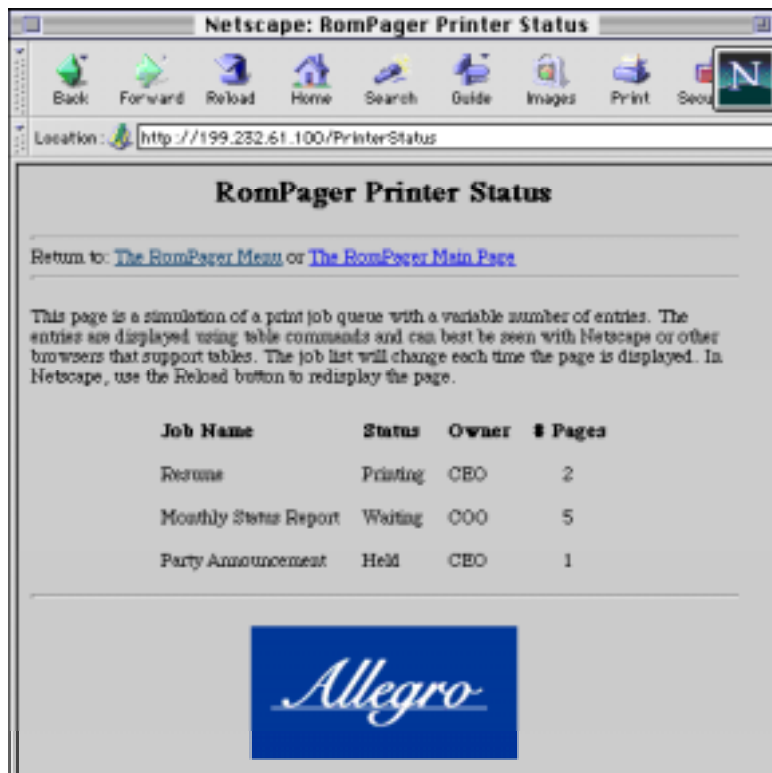 Netscape: RomPager Printer Status
Back Forward Reload Home Search Guide Images Print Secu
N
Location: http://199.232.61.100/PrinterStatus
RomPager Printer Status
Return to: The RomPager Menu or The RomPager Main Page
This page is a simulation of a print job queue with a variable number of entries. The
entries are displayed using table commands and can best be seen with Netscape or other
browsers that support tables. The job list will change each time the page is displayed. In
Netscape, use the Reload button to redisplay the page.
Job Name Status Owner # Pages
Resume Printing CEO 2
Monthly Status Report Waiting COO 5
Party Announcement Held CEO 1
Allegro